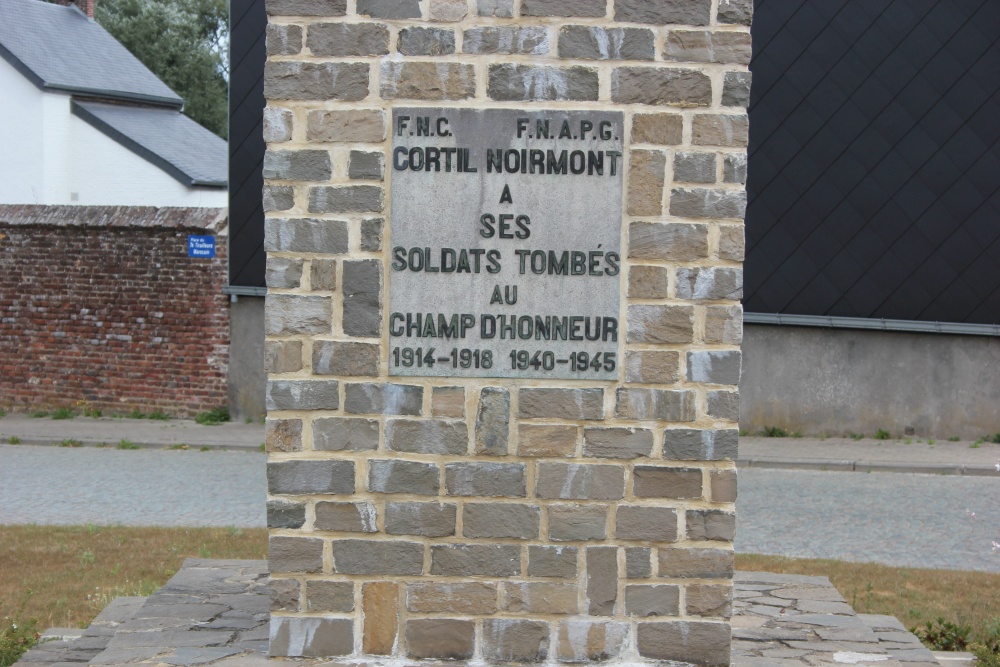 F.N.C. F.N.A.P.G.
CORTIL NOIRMONT
A
SES
SOLDATS TOMBÉS
AU
CHAMP D'HONNEUR
1914-1918 1940-1945